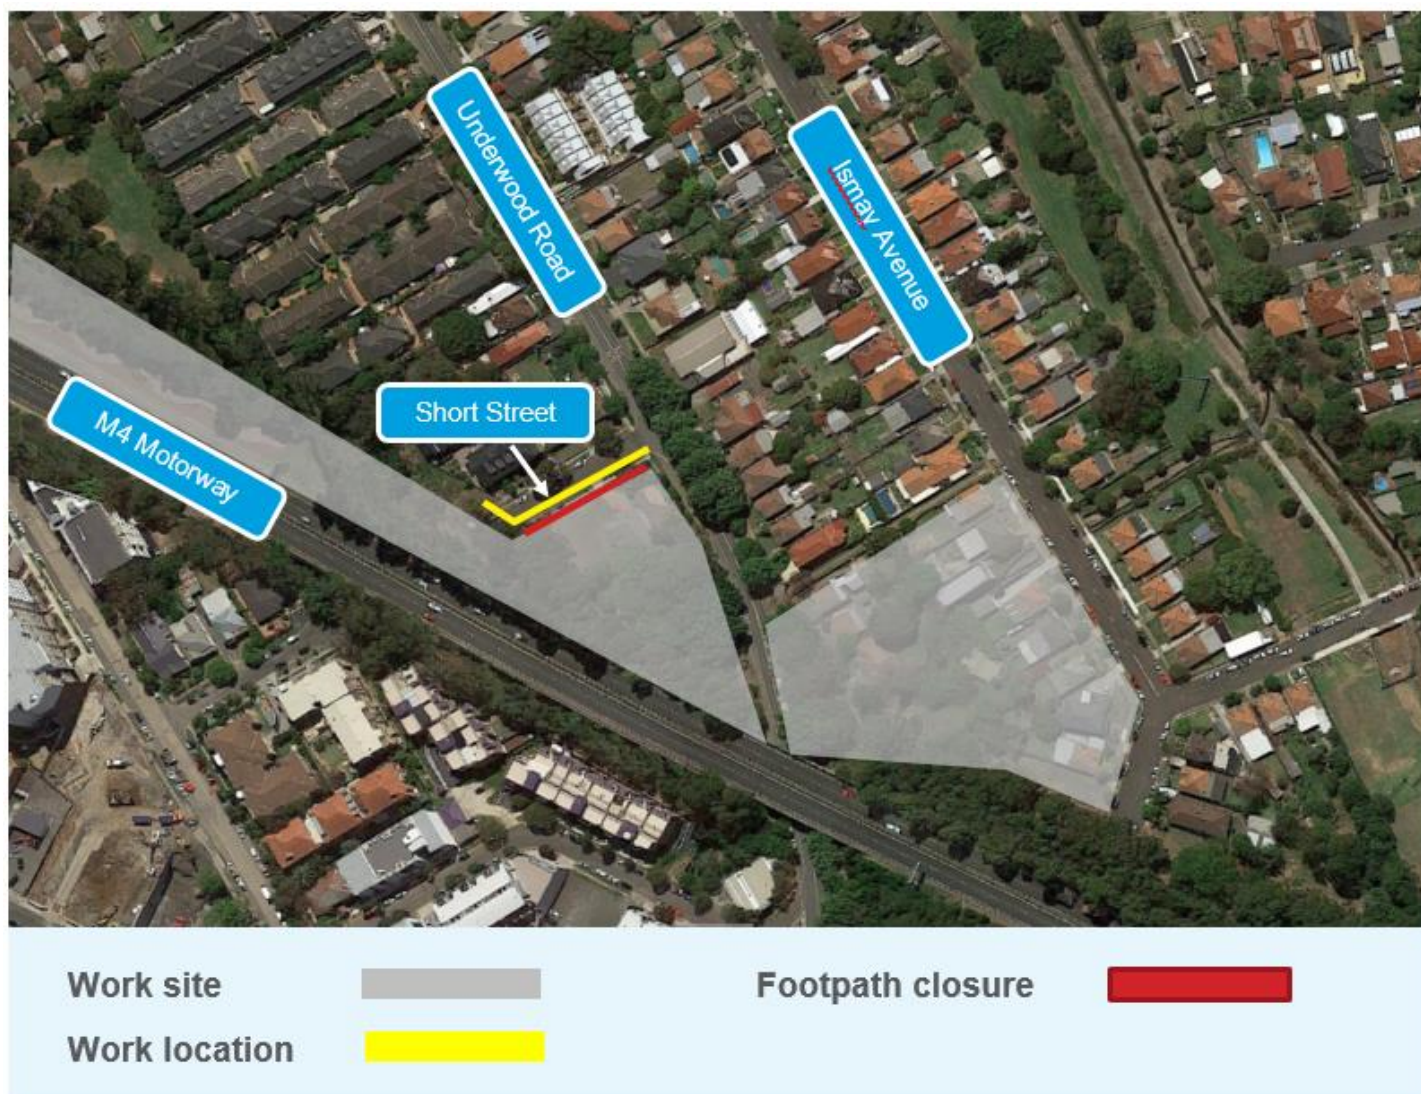 Underwood Road
Ismay Avenue
Short Street
M4 Motorway
Work site
Footpath closure
Work location